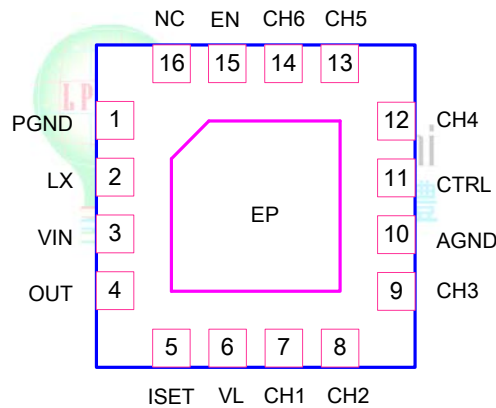 NC EN CH6 CH5
16 15 14 13
PGND 1 12 CH4
LX 2 11 CTRL
VIN 3 EP 10 AGND
OUT 4 9 CH3
5 6 7 8
ISET VL CH1 CH2